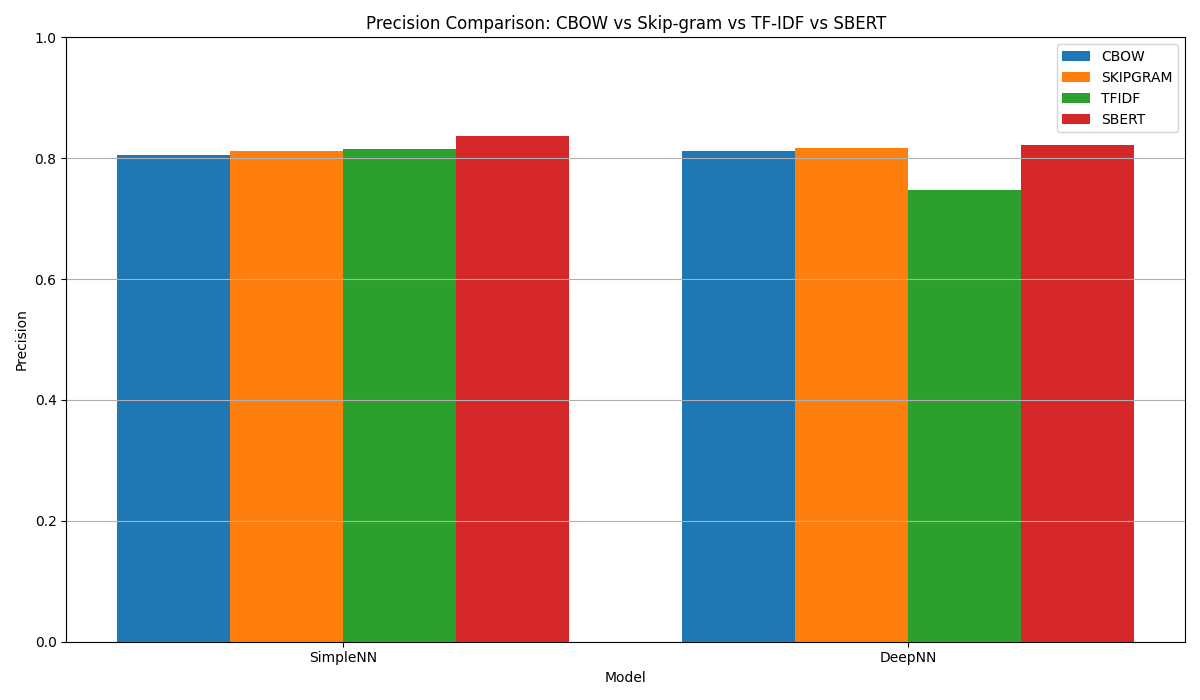 Precision Comparison: CBOW vs Skip-gram vs TF-IDF vs SBERT
1.0
0.8
0.6
0.4
0.2
0.0
Precision
CBOW
SKIPGRAM
TFIDF
SBERT
SimpleNN
DeepNN
Model